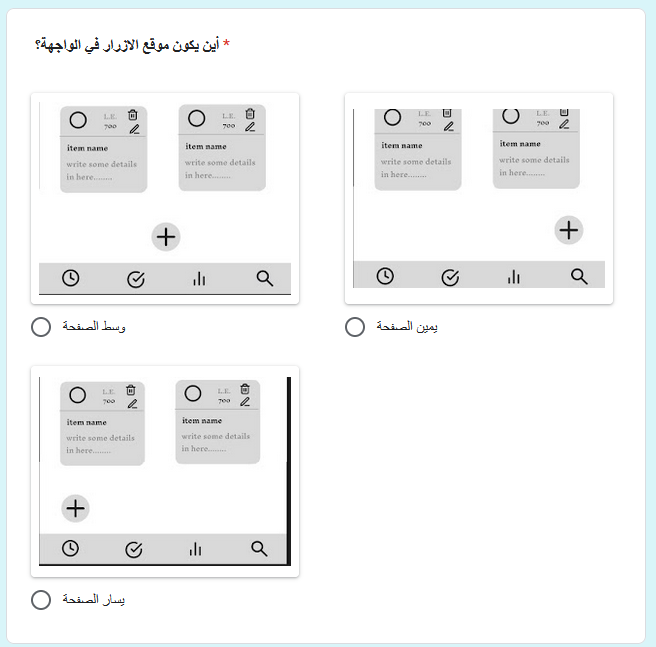 أين يكون موقع الازرار في الواجهة؟ *
L.E. 700
L.E. 700
item name
item name
write some details
in here........
write some details
in here........
وسط الصفحة
L.E. 700
L.E. 700
item name
item name
write some details
in here........
write some details
in here........
يمين الصفحة
L.E. 700
L.E. 700
item name
item name
write some details
in here........
write some details
in here........
يسار الصفحة